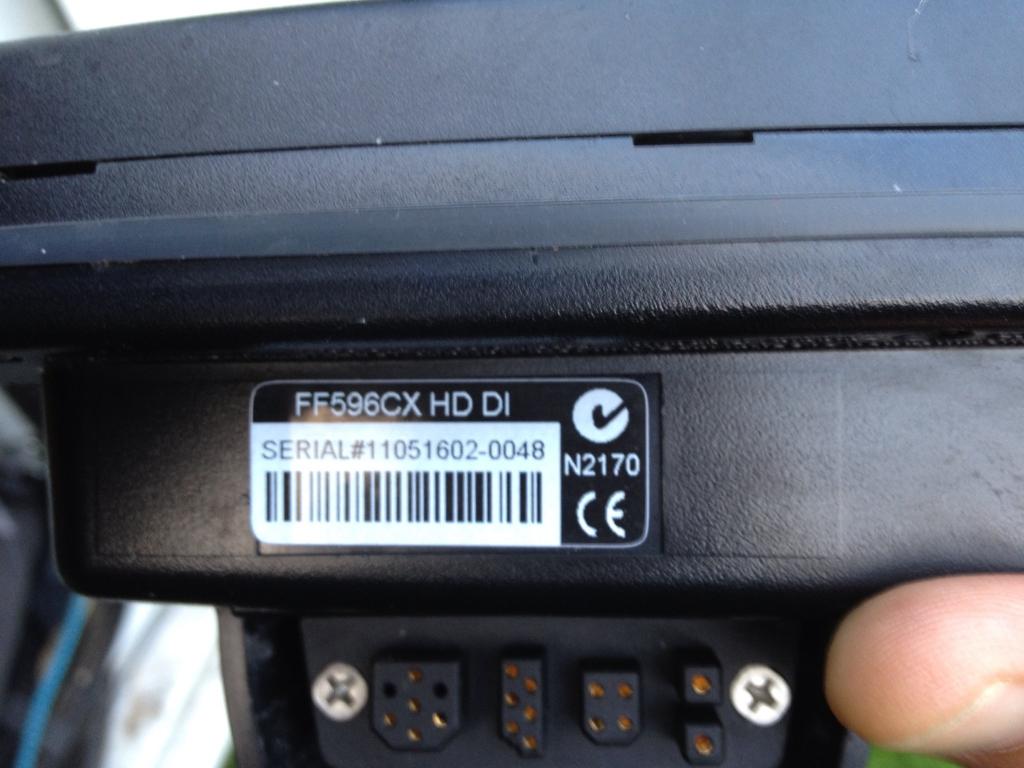 FF596CX HD DI
SERIAL#11051602-0048
N2170
CE